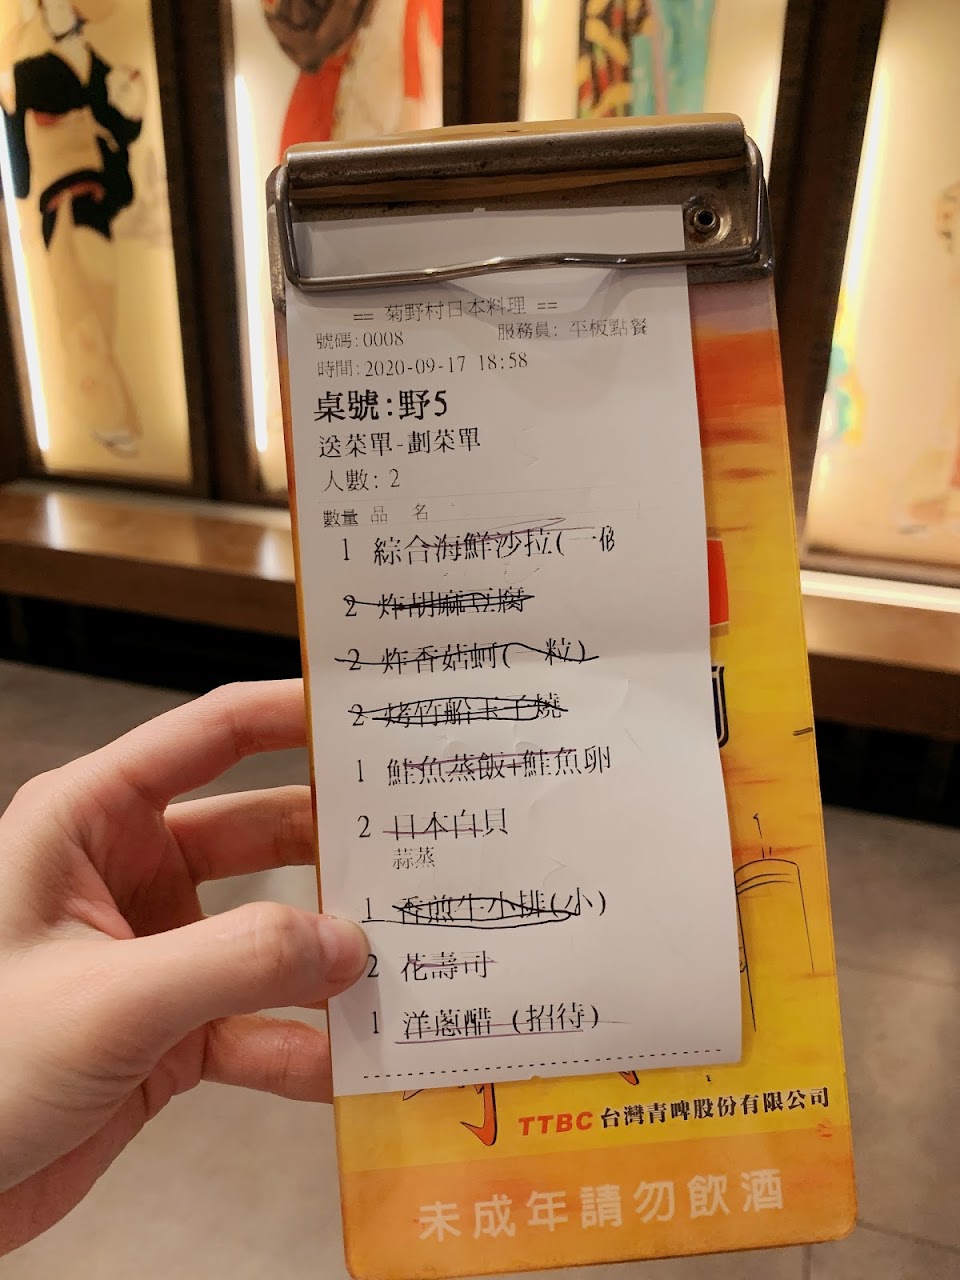 == 菊野村日本料理 ==
號碼:0008 服務員: 平板點餐
時間:2020-09-17 18:58
桌號:野5
送菜單-劃菜單
人數: 2
數量 品 名
1 綜合海鮮沙拉(一
2 炸胡麻豆腐
2 炸香菇蚵(一粒)
2 烤竹船玉子燒
1 鮭魚蒸飯+鮭魚卵
2 日本白貝
蒜蒸
1 香煎牛小排(小)
2 花壽司
1 洋蔥醋 (招待)
TTBC 台灣青啤股份有限公司
未成年請勿飲酒